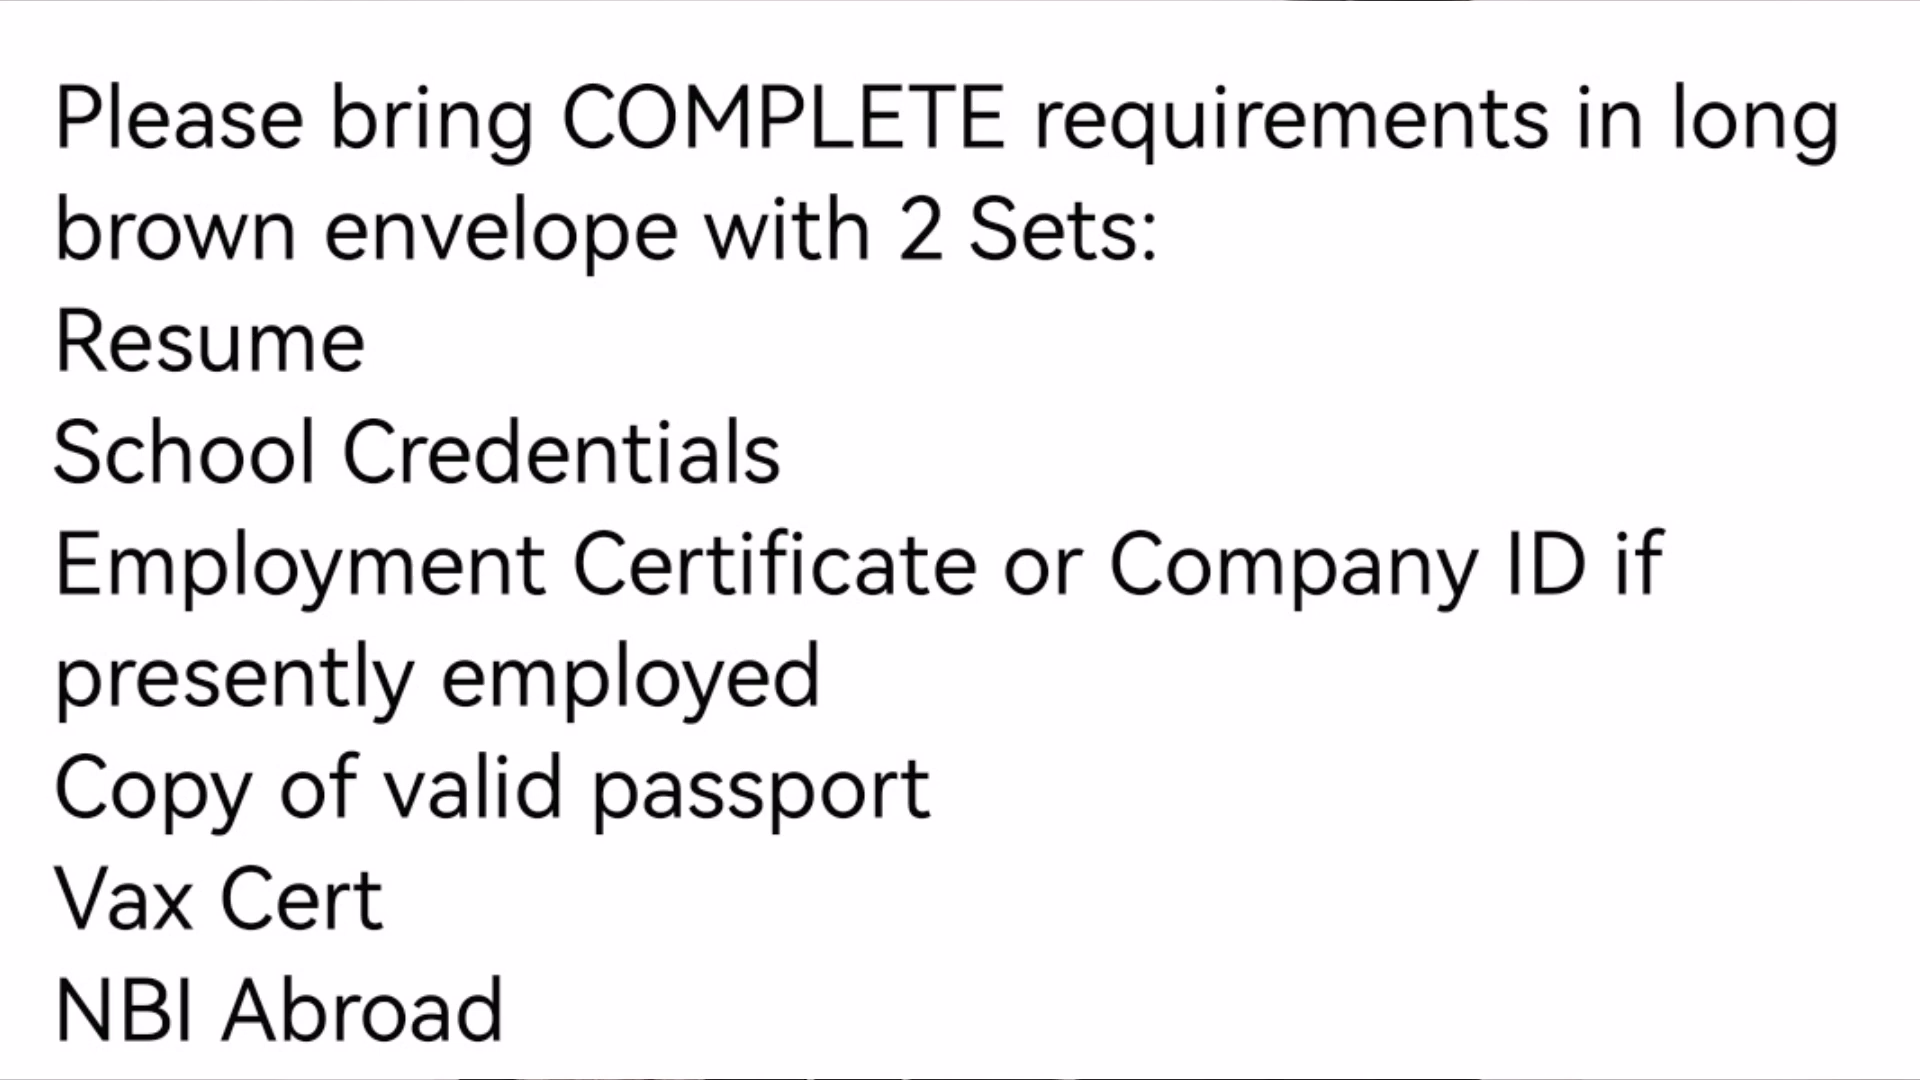 Please bring COMPLETE requirements in long
brown envelope with 2 Sets:
Resume
School Credentials
Employment Certificate or Company ID if
presently employed
Copy of valid passport
Vax Cert
NBI Abroad